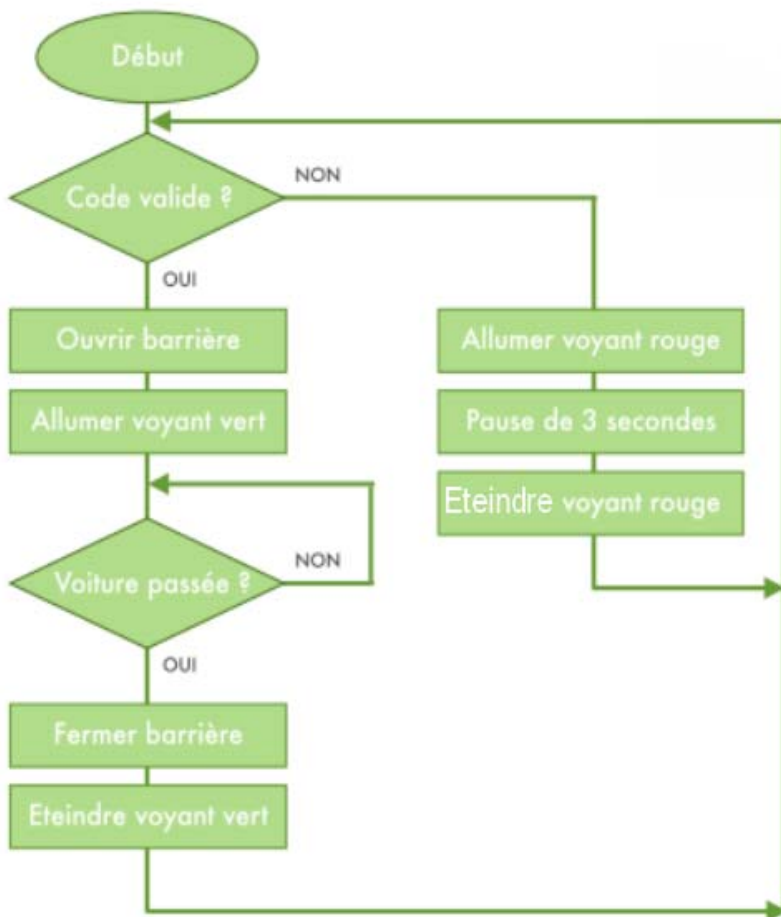 Début
Code valide ?
NON
OUI
Ouvrir barrière
Allumer voyant rouge
Allumer voyant vert
Pause de 3 secondes
Eteindre voyant rouge
Voiture passée ?
NON
OUI
Fermer barrière
Eteindre voyant vert